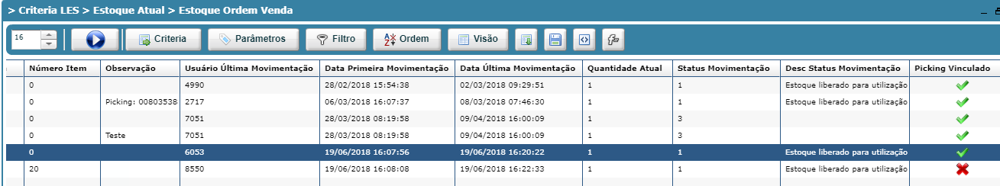 > Criteria LES > Estoque Atual > Estoque Ordem Venda
16 Criteria Parâmetros Filtro Ordem Visão
Número Item Observação Usuário Última Movimentação Data Primeira Movimentação Data Última Movimentação Quantidade Atual Status Movimentação Desc Status Movimentação Picking Vinculado
0 4990 28/02/2018 15:54:38 02/03/2018 09:29:51 1 1 Estoque liberado para utilização
0 Picking: 00803538 2717 06/03/2018 16:07:37 08/03/2018 07:46:30 1 1 Estoque liberado para utilização
0 7051 28/03/2018 08:19:58 09/04/2018 16:00:09 1 3
0 Teste 7051 28/03/2018 08:19:58 09/04/2018 16:00:09 1 3
0 6053 19/06/2018 16:07:56 19/06/2018 16:20:22 1 1 Estoque liberado para utilização
20 8550 19/06/2018 16:08:08 19/06/2018 16:22:33 1 1 Estoque liberado para utilização